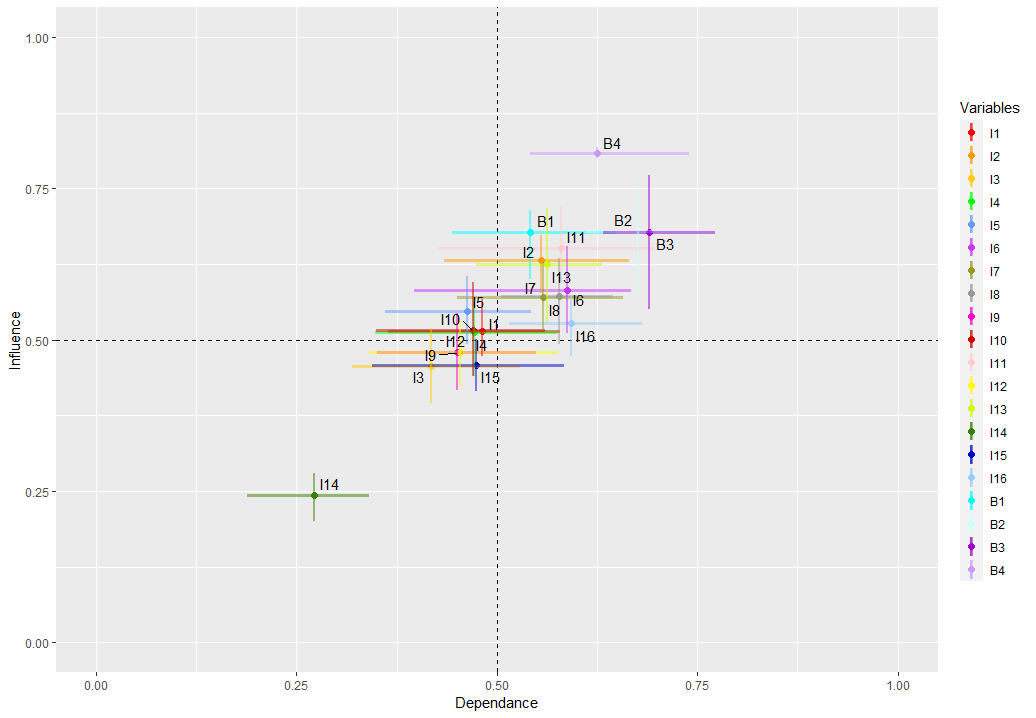 1.00
0.75
0.50
0.25
0.00
Influence
B4
B1
B2
B3
I11
I2
I13
I7
I6
I8
I5
I10
I1
I16
I12
I4
I9
I3
I15
I14
0.00
0.25
0.50
0.75
1.00
Dependance
Variables
I1
I2
I3
I4
I5
I6
I7
I8
I9
I10
I11
I12
I13
I14
I15
I16
B1
B2
B3
B4